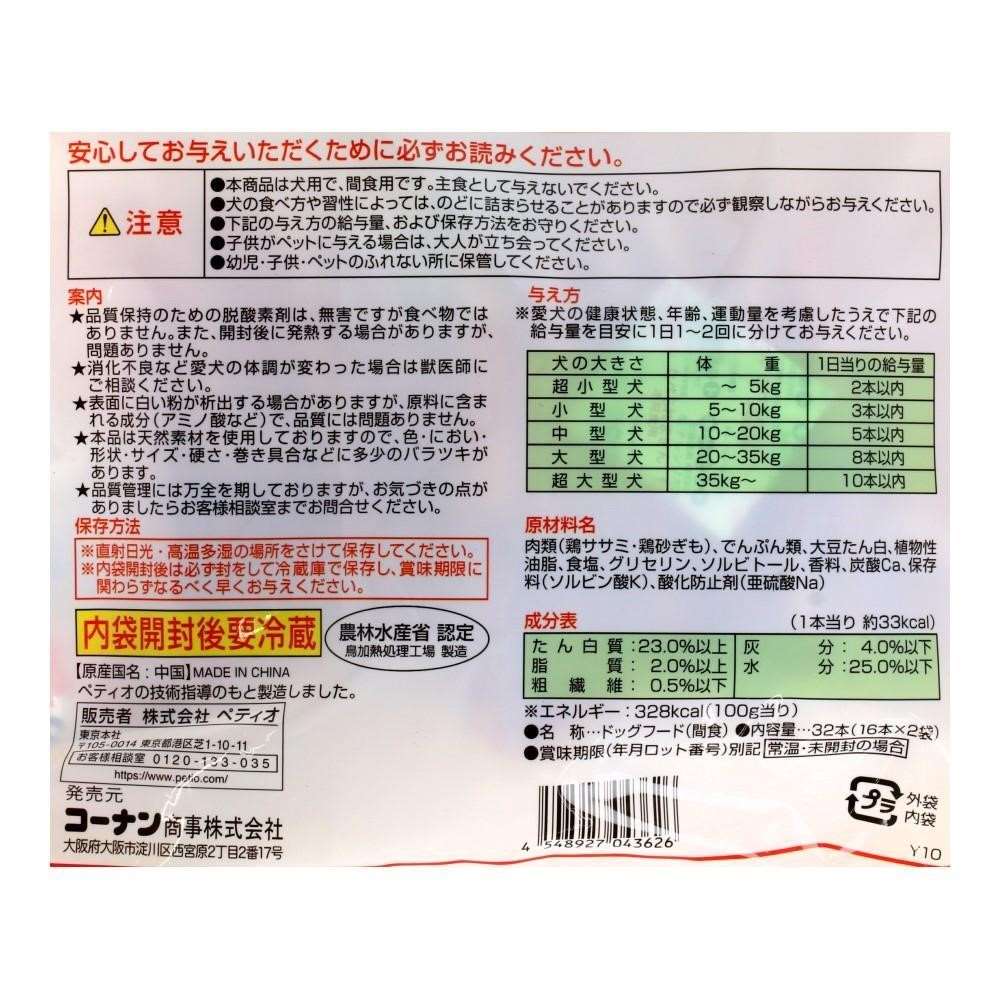 安心してお与えいただくために必ずお読みください。
注意
●本商品は犬用で、間食用です。主食として与えないでください。
●犬の食べ方や習性によっては、のどに詰まらせることがありますので必ず観察しながらお与えください。
●下記の与え方の給与量、および保存方法をお守りください。
●子供がペットに与える場合は、大人が立ち会ってください。
●幼児・子供・ペットのふれない所に保管してください。
案内
★品質保持のための脱酸素剤は、無害ですが食べ物では
ありません。また、開封後に発熱する場合がありますが、
問題ありません。
★消化不良など愛犬の体調が変わった場合は獣医師に
ご相談ください。
★表面に白い粉が析出する場合がありますが、原料に含ま
れる成分(アミノ酸など)で、品質には問題ありません。
★本品は天然素材を使用しておりますので、色・におい・
形状・サイズ・硬さ・巻き具合などに多少のバラツキが
あります。
★品質管理には万全を期しておりますが、お気づきの点が
ありましたらお客様相談室までお問合せください。
保存方法
※直射日光・高温多湿の場所をさけて保存してください。
※内袋開封後は必ず封をして冷蔵庫で保存し、賞味期限に
関わらずなるべく早くお与えください。
内袋開封後要冷蔵
農林水産省 認定
鳥加熱処理工場 製造
【原産国名:中国】MADE IN CHINA
ペティオの技術指導のもと製造しました。
販売者 株式会社 ペティオ
東京本社
〒105-0014 東京都港区芝1-10-11
お客様相談室 0120-133-035
https://www.petio.com/
発売元
コーナン商事株式会社
大阪府大阪市淀川区西宮原2丁目2番17号
与え方
※愛犬の健康状態、年齢、運動量を考慮したうえで下記の
給与量を目安に1日1~2回に分けてお与えください。
犬の大きさ 体重 1日当りの給与量
超小型犬 ~5kg 2本以内
小型犬 5~10kg 3本以内
中型犬 10~20kg 5本以内
大型犬 20~35kg 8本以内
超大型犬 35kg~ 10本以内
原材料名
肉類(鶏ササミ・鶏砂ぎも)、でんぷん類、大豆たん白、植物性
油脂、食塩、グリセリン、ソルビトール、香料、炭酸Ca、保存
料(ソルビン酸K)、酸化防止剤(亜硫酸Na)
成分表 (1本当り 約33kcal)
たん白質:23.0%以上 灰分:4.0%以下
脂質:2.0%以上 水分:25.0%以下
粗繊維:0.5%以下
※エネルギー:328kcal(100g当り)
●名 称…ドッグフード(間食) ●内容量…32本(16本×2袋)
●賞味期限(年月ロット番号)別記 常温・未開封の場合
プラ
外袋
内袋
4 548927 043626
Y10